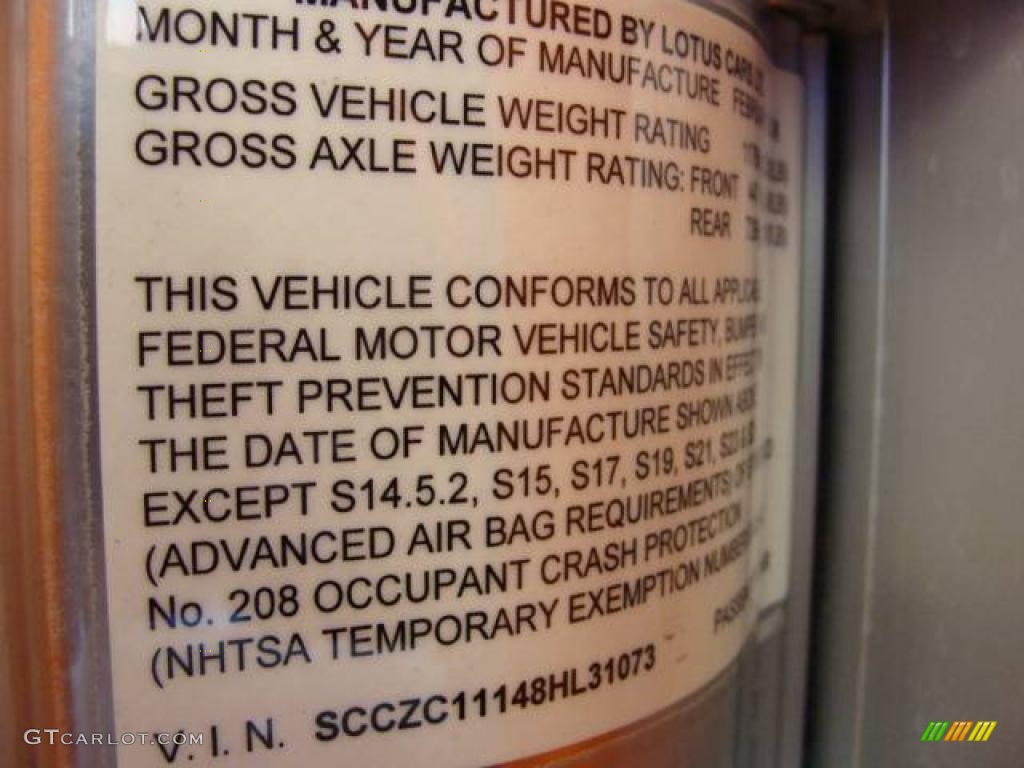 MANUFACTURED BY LOTUS CARS
MONTH & YEAR OF MANUFACTURE
GROSS VEHICLE WEIGHT RATING
GROSS AXLE WEIGHT RATING: FRONT
REAR
THIS VEHICLE CONFORMS TO ALL
FEDERAL MOTOR VEHICLE SAFETY,
THEFT PREVENTION STANDARDS IN
THE DATE OF MANUFACTURE SHOWN
EXCEPT S14.5.2, S15, S17, S19, S21,
(ADVANCED AIR BAG REQUIREMENTS)
No. 208 OCCUPANT CRASH PROTECTION
(NHTSA TEMPORARY EXEMPTION
V. I. N. SCCZC11148HL31073
GTCARLOT.COM